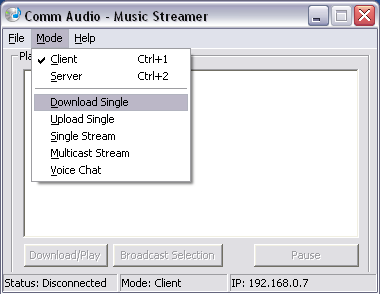 Comm Audio - Music Streamer
File Mode Help
Client Ctrl+1
Server Ctrl+2
Download Single
Upload Single
Single Stream
Multicast Stream
Voice Chat
Download/Play Broadcast Selection Pause
Status: Disconnected Mode: Client IP: 192.168.0.7